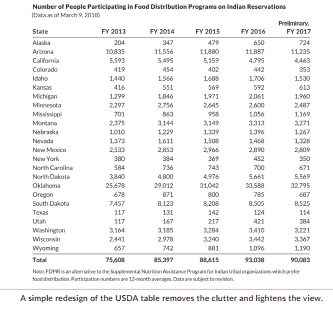 Number of People Participating in Food Distribution Programs on Indian Reservations
(Data as of March 9, 2018)
Preliminary,
State FY 2013 FY 2014 FY 2015 FY 2016 FY 2017
Alaska 204 347 479 650 724
Arizona 10,835 11,556 11,880 11,887 11,235
California 5,593 5,495 5,159 4,795 4,463
Colorado 419 454 402 442 353
Idaho 1,440 1,566 1,688 1,706 1,530
Kansas 416 551 569 592 613
Michigan 1,299 1,846 1,971 2,061 1,960
Minnesota 2,297 2,756 2,645 2,600 2,487
Mississippi 701 863 958 1,056 1,169
Montana 2,375 3,144 3,149 3,313 3,271
Nebraska 1,010 1,229 1,339 1,396 1,267
Nevada 1,373 1,611 1,508 1,468 1,328
New Mexico 2,533 2,853 2,966 2,890 2,809
New York 380 384 369 452 350
North Carolina 584 736 743 700 671
North Dakota 3,840 4,800 4,976 5,661 5,569
Oklahoma 25,678 29,012 31,042 33,588 32,795
Oregon 678 871 800 785 687
South Dakota 7,457 8,123 8,208 8,505 8,525
Texas 117 131 142 124 114
Utah 117 167 217 421 384
Washington 3,164 3,185 3,284 3,410 3,221
Wisconsin 2,441 2,978 3,240 3,442 3,367
Wyoming 657 742 881 1,096 1,190
Total 75,608 85,397 88,615 93,038 90,083
Note: FDPIR is an alternative to the Supplemental Nutrition Assistance Program for Indian tribal organizations which prefer
food distribution. Participation numbers are 12-month averages. Data are subject to revision.
A simple redesign of the USDA table removes the clutter and lightens the view.